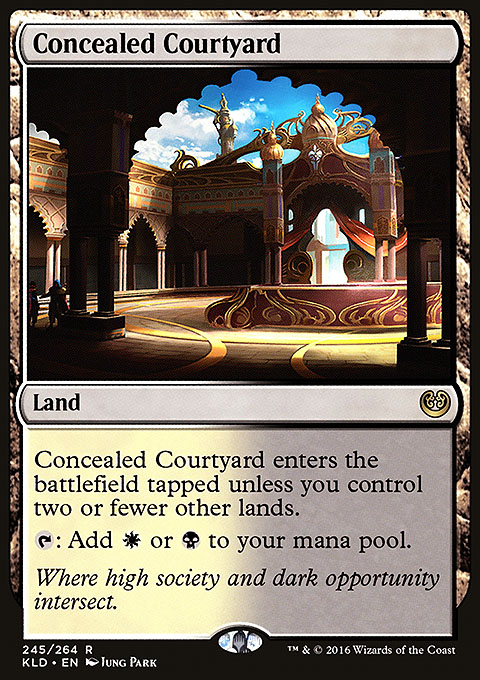 Concealed Courtyard
Land
Concealed Courtyard enters the
battlefield tapped unless you control
two or fewer other lands.
: Add or to your mana pool.
Where high society and dark opportunity
intersect.
245/264 R
KLD • EN Jung Park
™ & © 2016 Wizards of the Coast